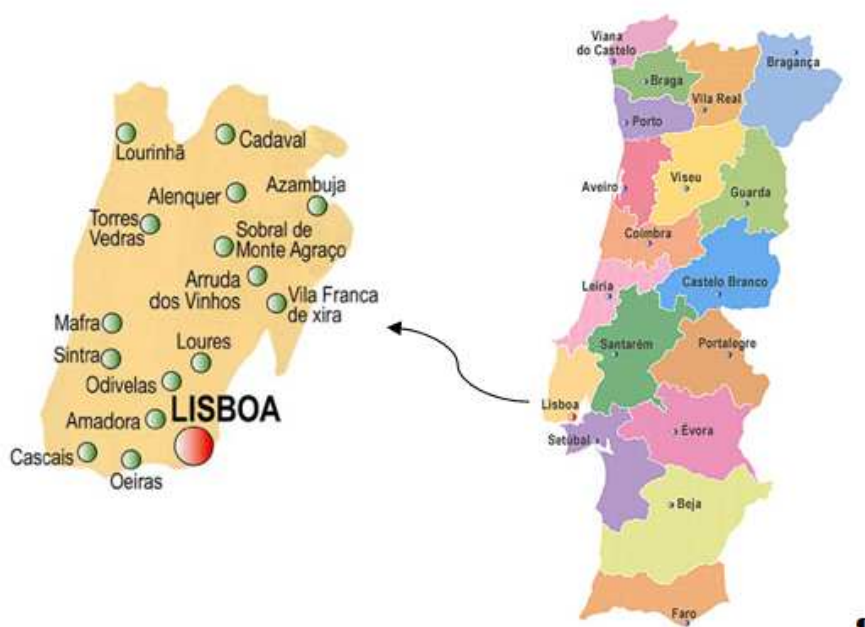 Lourinhã
Cadaval
Alenquer
Azambuja
Torres
Vedras
Sobral de
Monte Agraço
Arruda
dos Vinhos
Vila Franca
de xira
Mafra
Sintra
Loures
Odivelas
LISBOA
Amadora
Cascais
Oeiras
Viana
do Castelo
Braga
Bragança
Vila Real
Porto
Aveiro
Viseu
Guarda
Coimbra
Leiria
Castelo Branco
Santarém
Portalegre
Lisboa
Setúbal
Évora
Beja
Faro